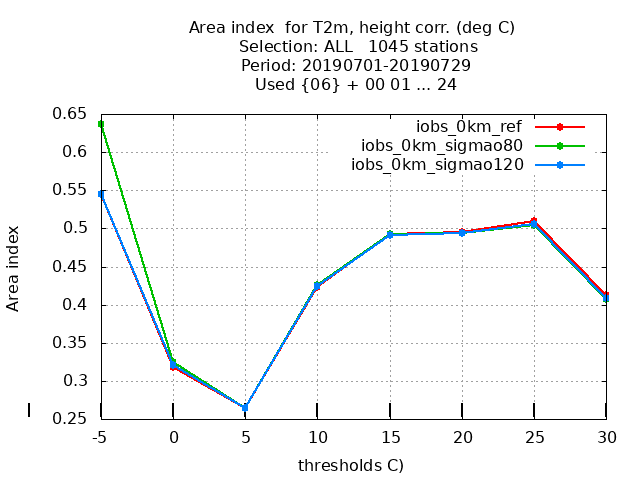 Area index  for T2m, height corr. (deg C)
Selection: ALL   1045 stations
Period: 20190701-20190729
Used {06} + 00 01 ... 24
iobs_0km_ref
iobs_0km_sigmao80
iobs_0km_sigmao120
Area index
0.65
0.6
0.55
0.5
0.45
0.4
0.35
0.3
0.25
-5 0 5 10 15 20 25 30
thresholds C)